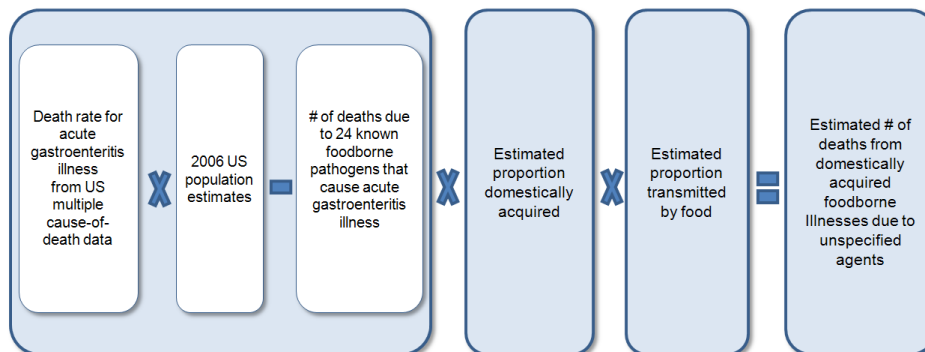 Death rate for
acute
gastroenteritis
illness
from US
multiple
cause-of-
death data
2006 US
population
estimates
# of deaths due
to 24 known
foodborne
pathogens that
cause acute
gastroenteritis
illness
Estimated
proportion
domestically
acquired
Estimated
proportion
transmitted
by food
Estimated # of
deaths from
domestically
acquired
foodborne
Illnesses due to
unspecified
agents